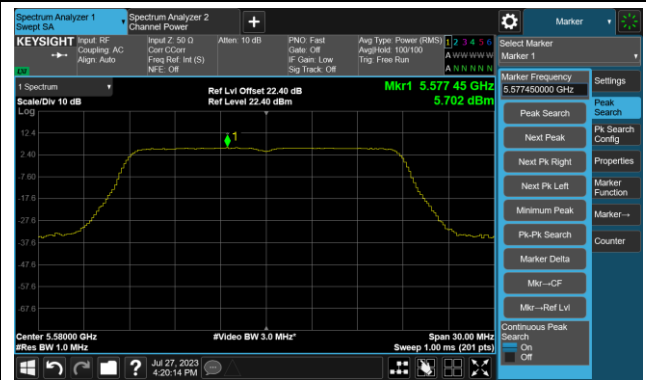 Spectrum Analyzer 1
Swept SA
Spectrum Analyzer 2
Channel Power
Marker
KEYSIGHT
Input: RF
Coupling: AC
Align: Auto
Input Z: 50 Ω
Corr CCorr
Freq Ref: Int (S)
NFE: Off
Atten: 10 dB
PNO: Fast
Gate: Off
IF Gain: Low
Sig Track: Off
Avg Type: Power (RMS)
Avg|Hold: 100/100
Trig: Free Run
1 2 3 4 5 6
A W W W W W
A N N N N N
Select Marker
Marker 1
LXI
1 Spectrum
Scale/Div 10 dB
Ref Lvl Offset 22.40 dB
Ref Level 22.40 dBm
Mkr1 5.577 45 GHz
5.702 dBm
Log
12.4
2.40
-7.60
-17.6
-27.6
-37.6
-47.6
-57.6
-67.6
1
Center 5.58000 GHz
#Res BW 1.0 MHz
#Video BW 3.0 MHz*
Span 30.00 MHz
Sweep 1.00 ms (201 pts)
Marker Frequency
5.577450000 GHz
Peak Search
Next Peak
Next Pk Right
Next Pk Left
Minimum Peak
Pk-Pk Search
Marker Delta
Mkr→CF
Mkr→Ref Lvl
Continuous Peak
Search
On
Off
Settings
Peak
Search
Pk Search
Config
Properties
Marker
Function
Marker→
Counter
?
Jul 27, 2023
4:20:14 PM